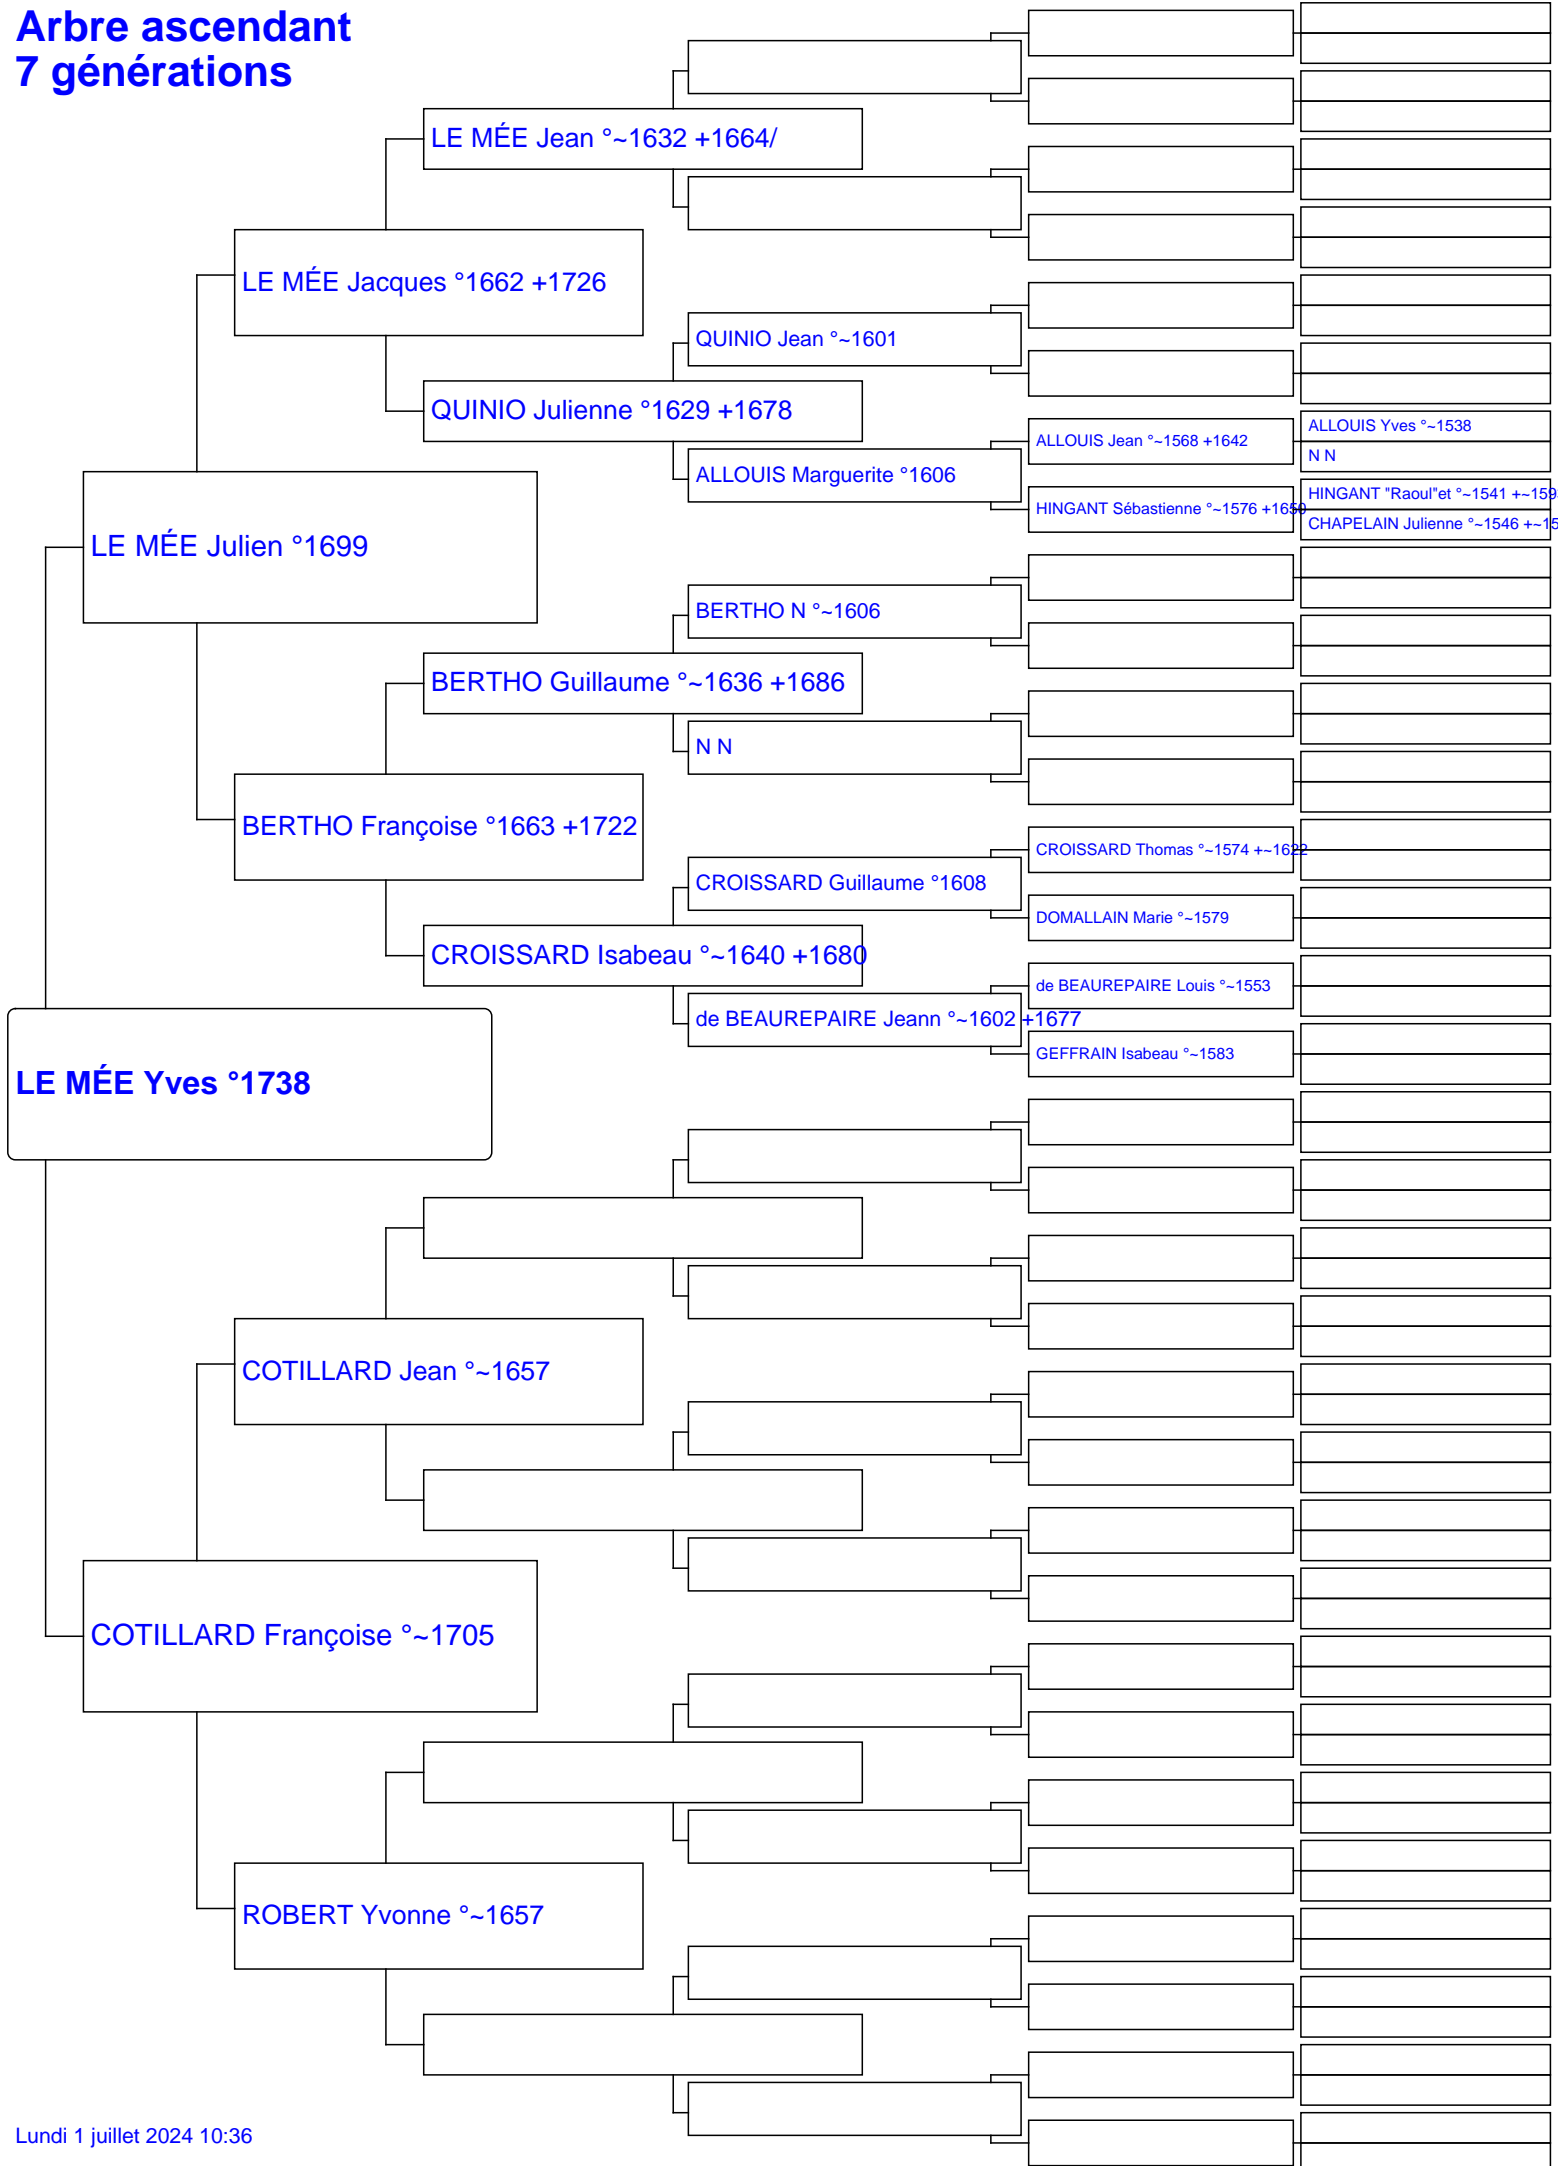 Arbre ascendant
7 générations
LE MÉE Jean °~1632 +1664/
LE MÉE Jacques °1662 +1726
QUINIO Jean °~1601
QUINIO Julienne °1629 +1678
ALLOUIS Yves °~1538
ALLOUIS Jean °~1568 +1642
N N
ALLOUIS Marguerite °1606
HINGANT "Raoul"et °~1541 +~159
HINGANT Sébastienne °~1576 +1650
CHAPELAIN Julienne °~1546 +~15
LE MÉE Julien °1699
BERTHO N °~1606
BERTHO Guillaume °~1636 +1686
N N
BERTHO Françoise °1663 +1722
CROISSARD Thomas °~1574 +~1622
CROISSARD Guillaume °1608
DOMALLAIN Marie °~1579
CROISSARD Isabeau °~1640 +1680
de BEAUREPAIRE Louis °~1553
de BEAUREPAIRE Jeann °~1602 +1677
GEFFRAIN Isabeau °~1583
LE MÉE Yves °1738
COTILLARD Jean °~1657
COTILLARD Françoise °~1705
ROBERT Yvonne °~1657
Lundi 1 juillet 2024 10:36